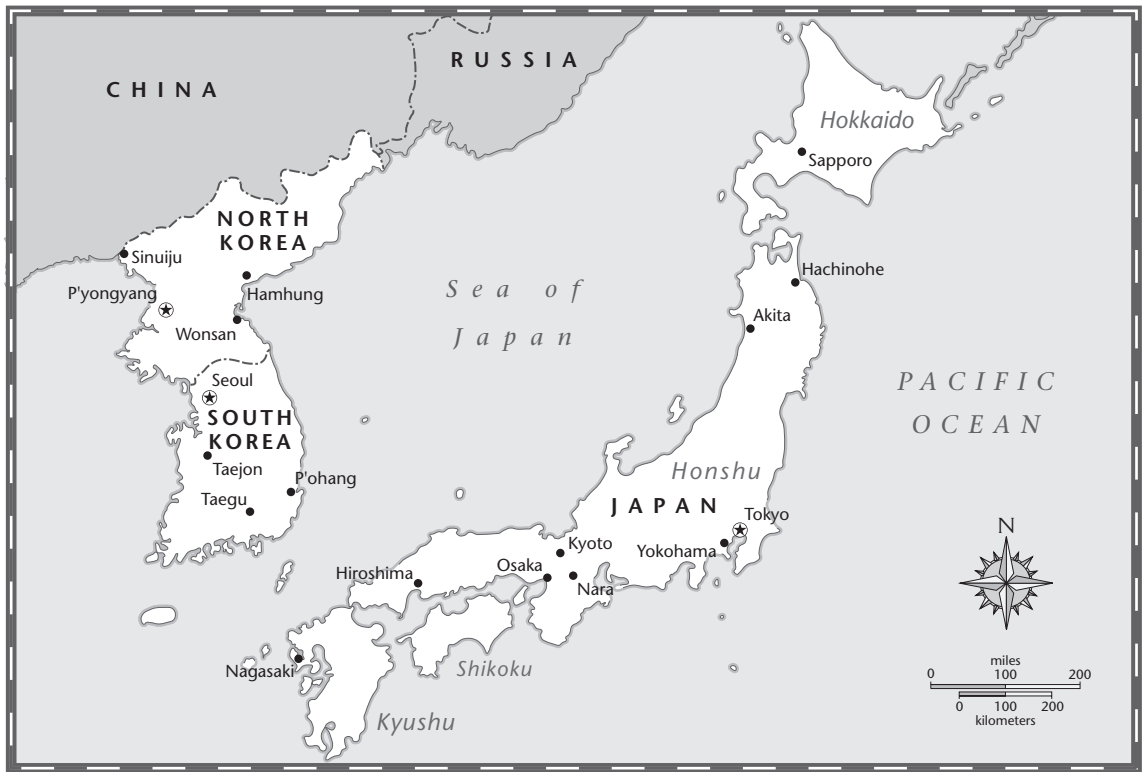 RUSSIA
CHINA
Hokkaido
Sapporo
NORTH
KOREA
Sinuiju
Hachinohe
P'yongyang
Hamhung
Sea of
Japan
Akita
Wonsan
Seoul
PACIFIC
OCEAN
SOUTH
KOREA
Taejon
P'ohang
Honshu
Taegu
JAPAN
Tokyo
N
Kyoto
Yokohama
Osaka
Hiroshima
Nara
Nagasaki
Shikoku
Kyushu
miles
0 100 200
0 100 200
kilometers